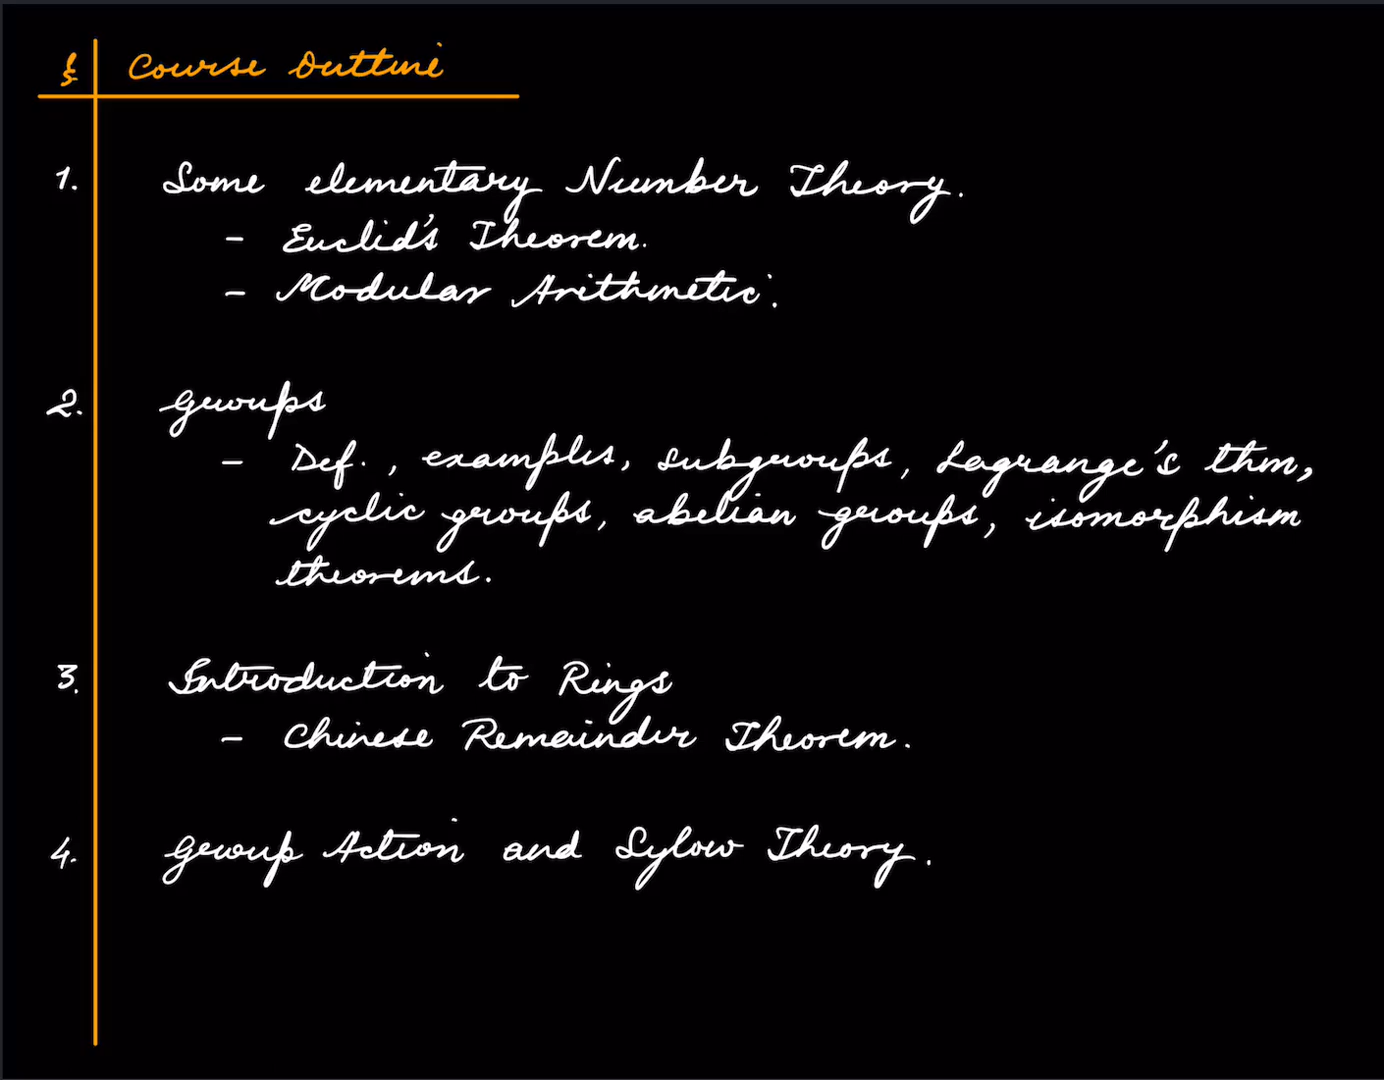 § Course Outline
1. Some elementary Number Theory.
- Euclid's Theorem.
- Modular Arithmetic.
2. Groups
- Def., examples, subgroups, Lagrange's thm,
cyclic groups, abelian groups, isomorphism
theorems.
3. Introduction to Rings
- Chinese Remainder Theorem.
4. Group Action and Sylow Theory.